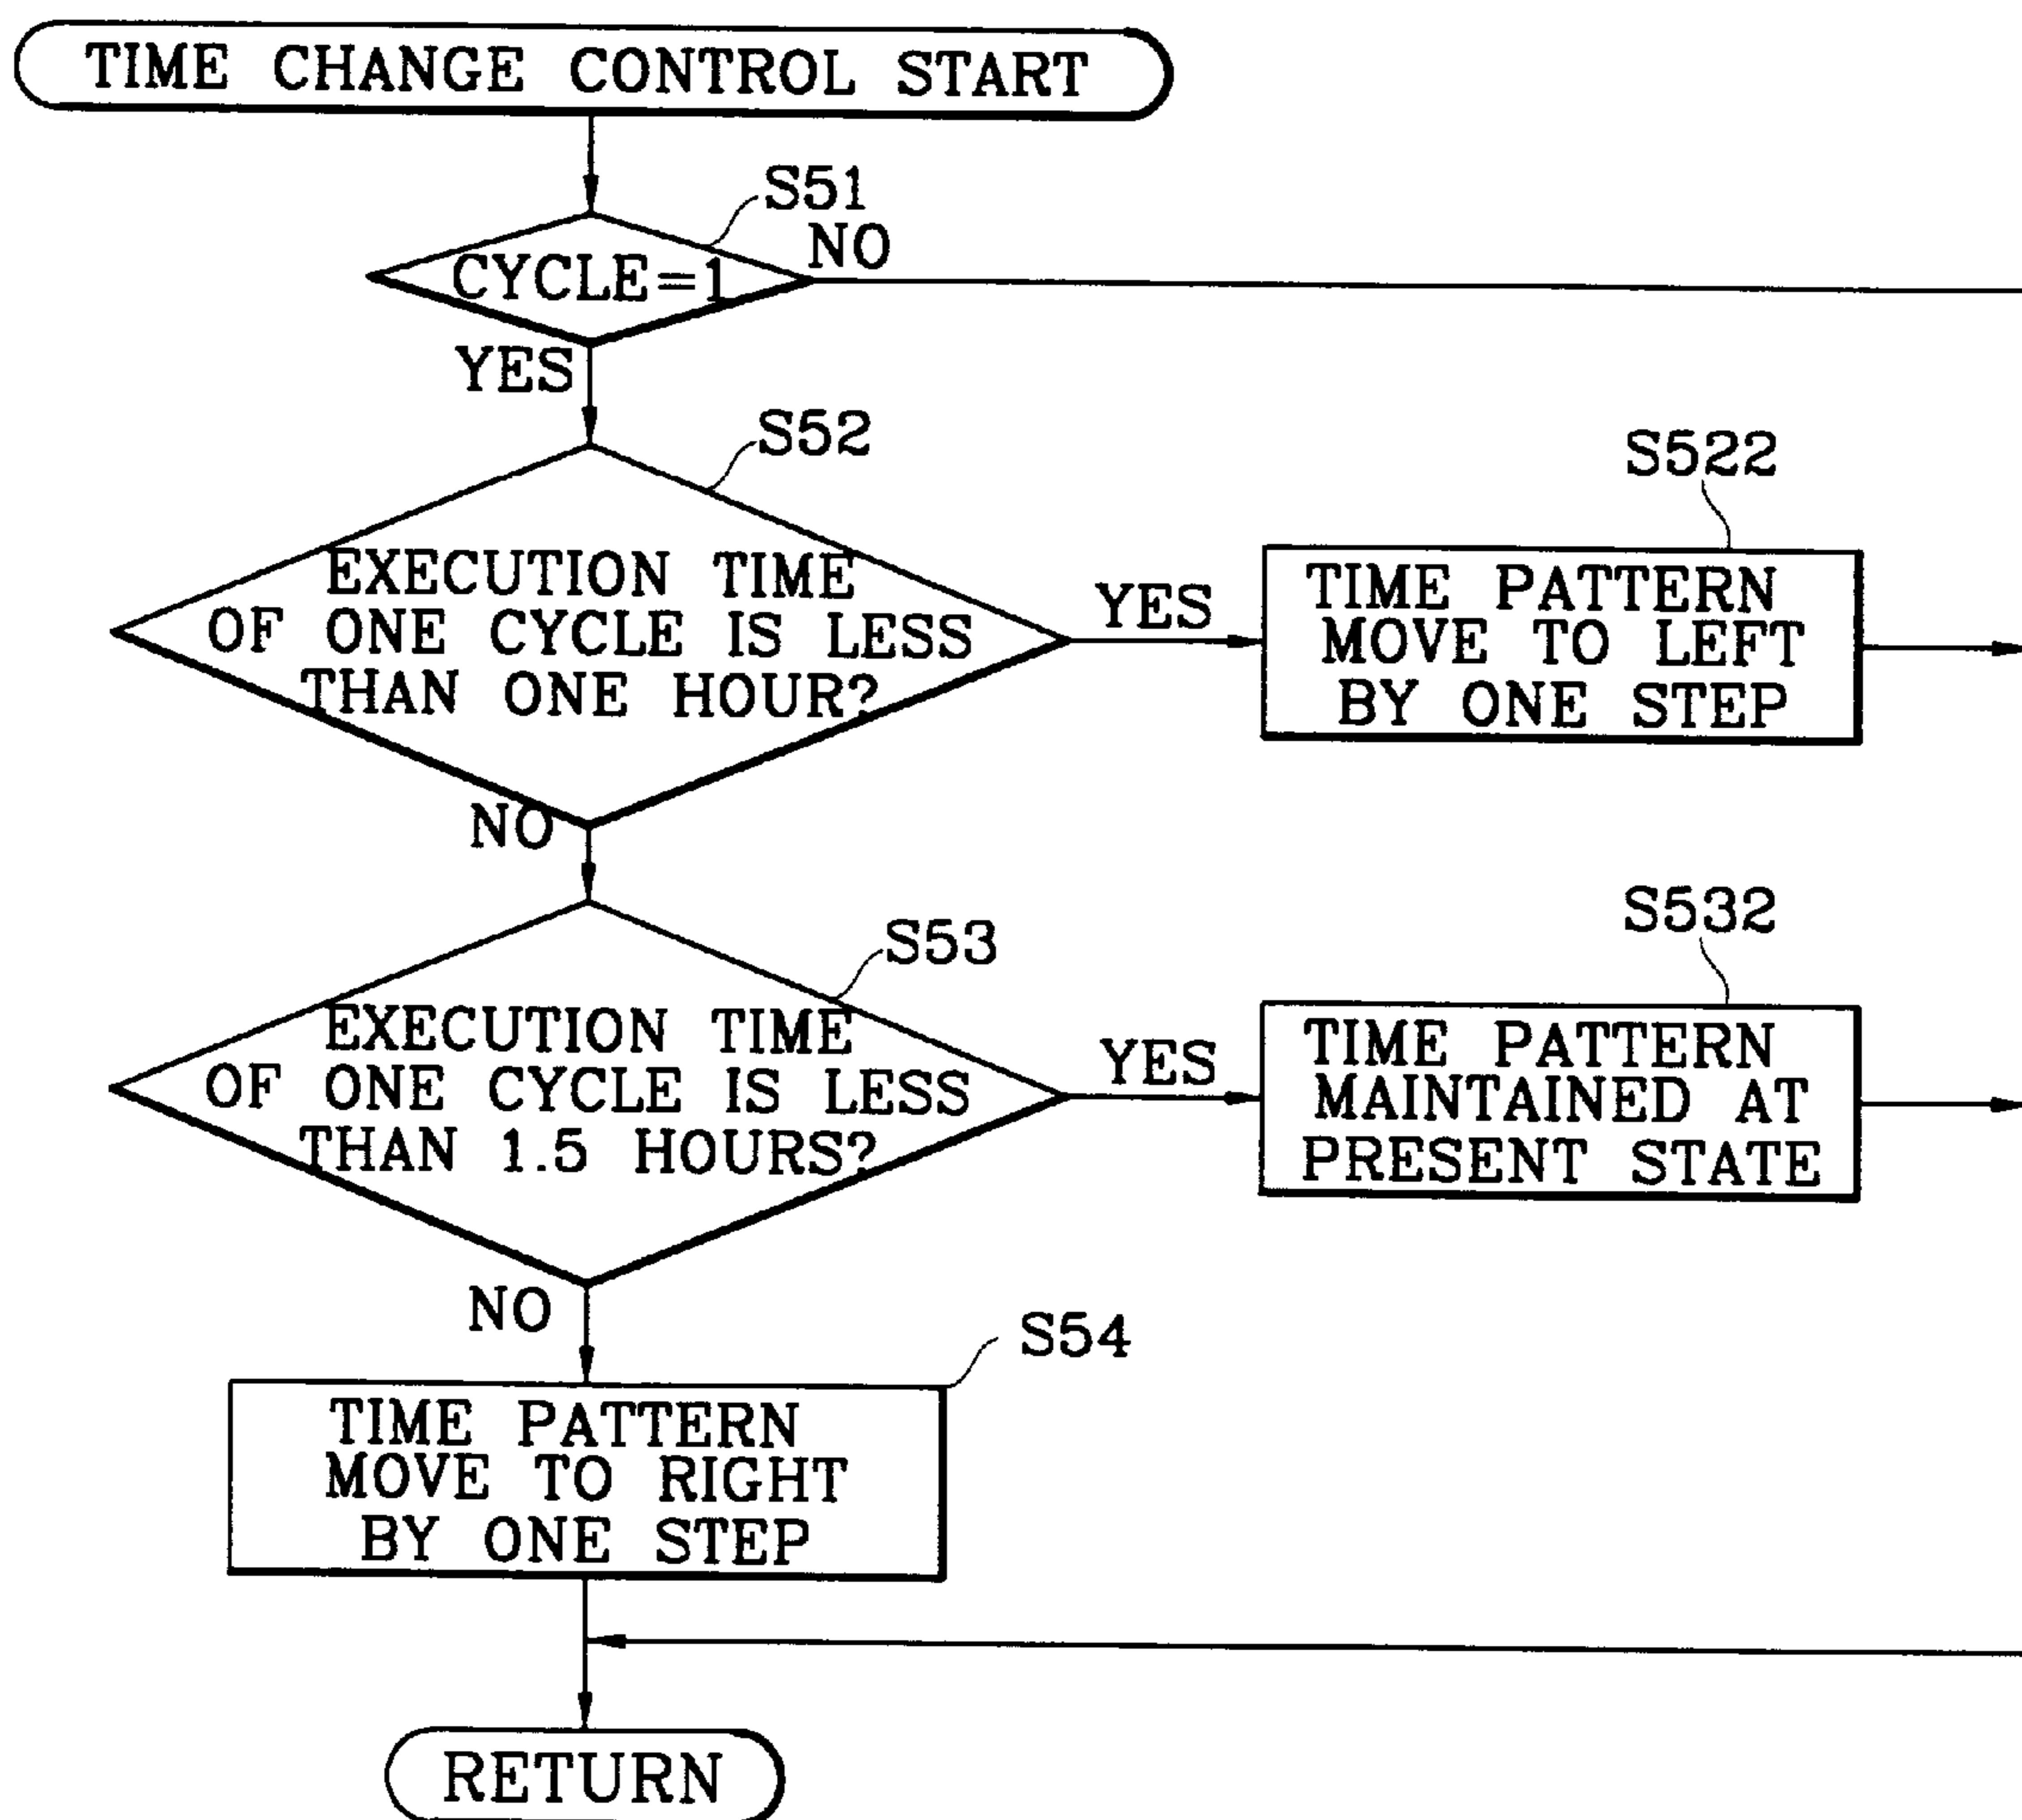 TIME CHANGE CONTROL START
S51
NO
CYCLE=1
YES
S52
EXECUTION TIME
OF ONE CYCLE IS LESS
THAN ONE HOUR?
YES
S522
TIME PATTERN
MOVE TO LEFT
BY ONE STEP
NO
S53
EXECUTION TIME
OF ONE CYCLE IS LESS
THAN 1.5 HOURS?
YES
S532
TIME PATTERN
MAINTAINED AT
PRESENT STATE
NO
S54
TIME PATTERN
MOVE TO RIGHT
BY ONE STEP
RETURN